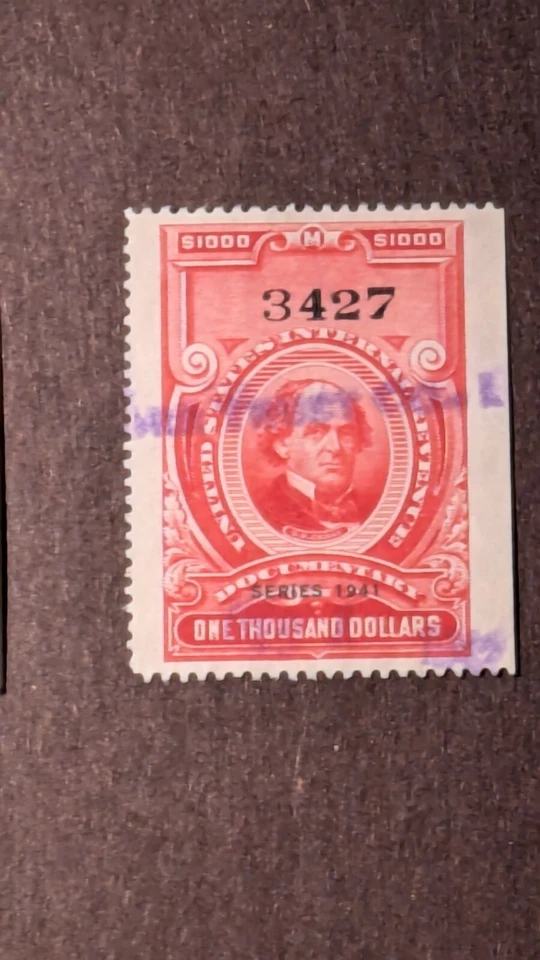 $1000 M $1000
3427
UNITED STATES INTERNAL REVENUE
DOCUMENTARY
SERIES 1941
ONE THOUSAND DOLLARS